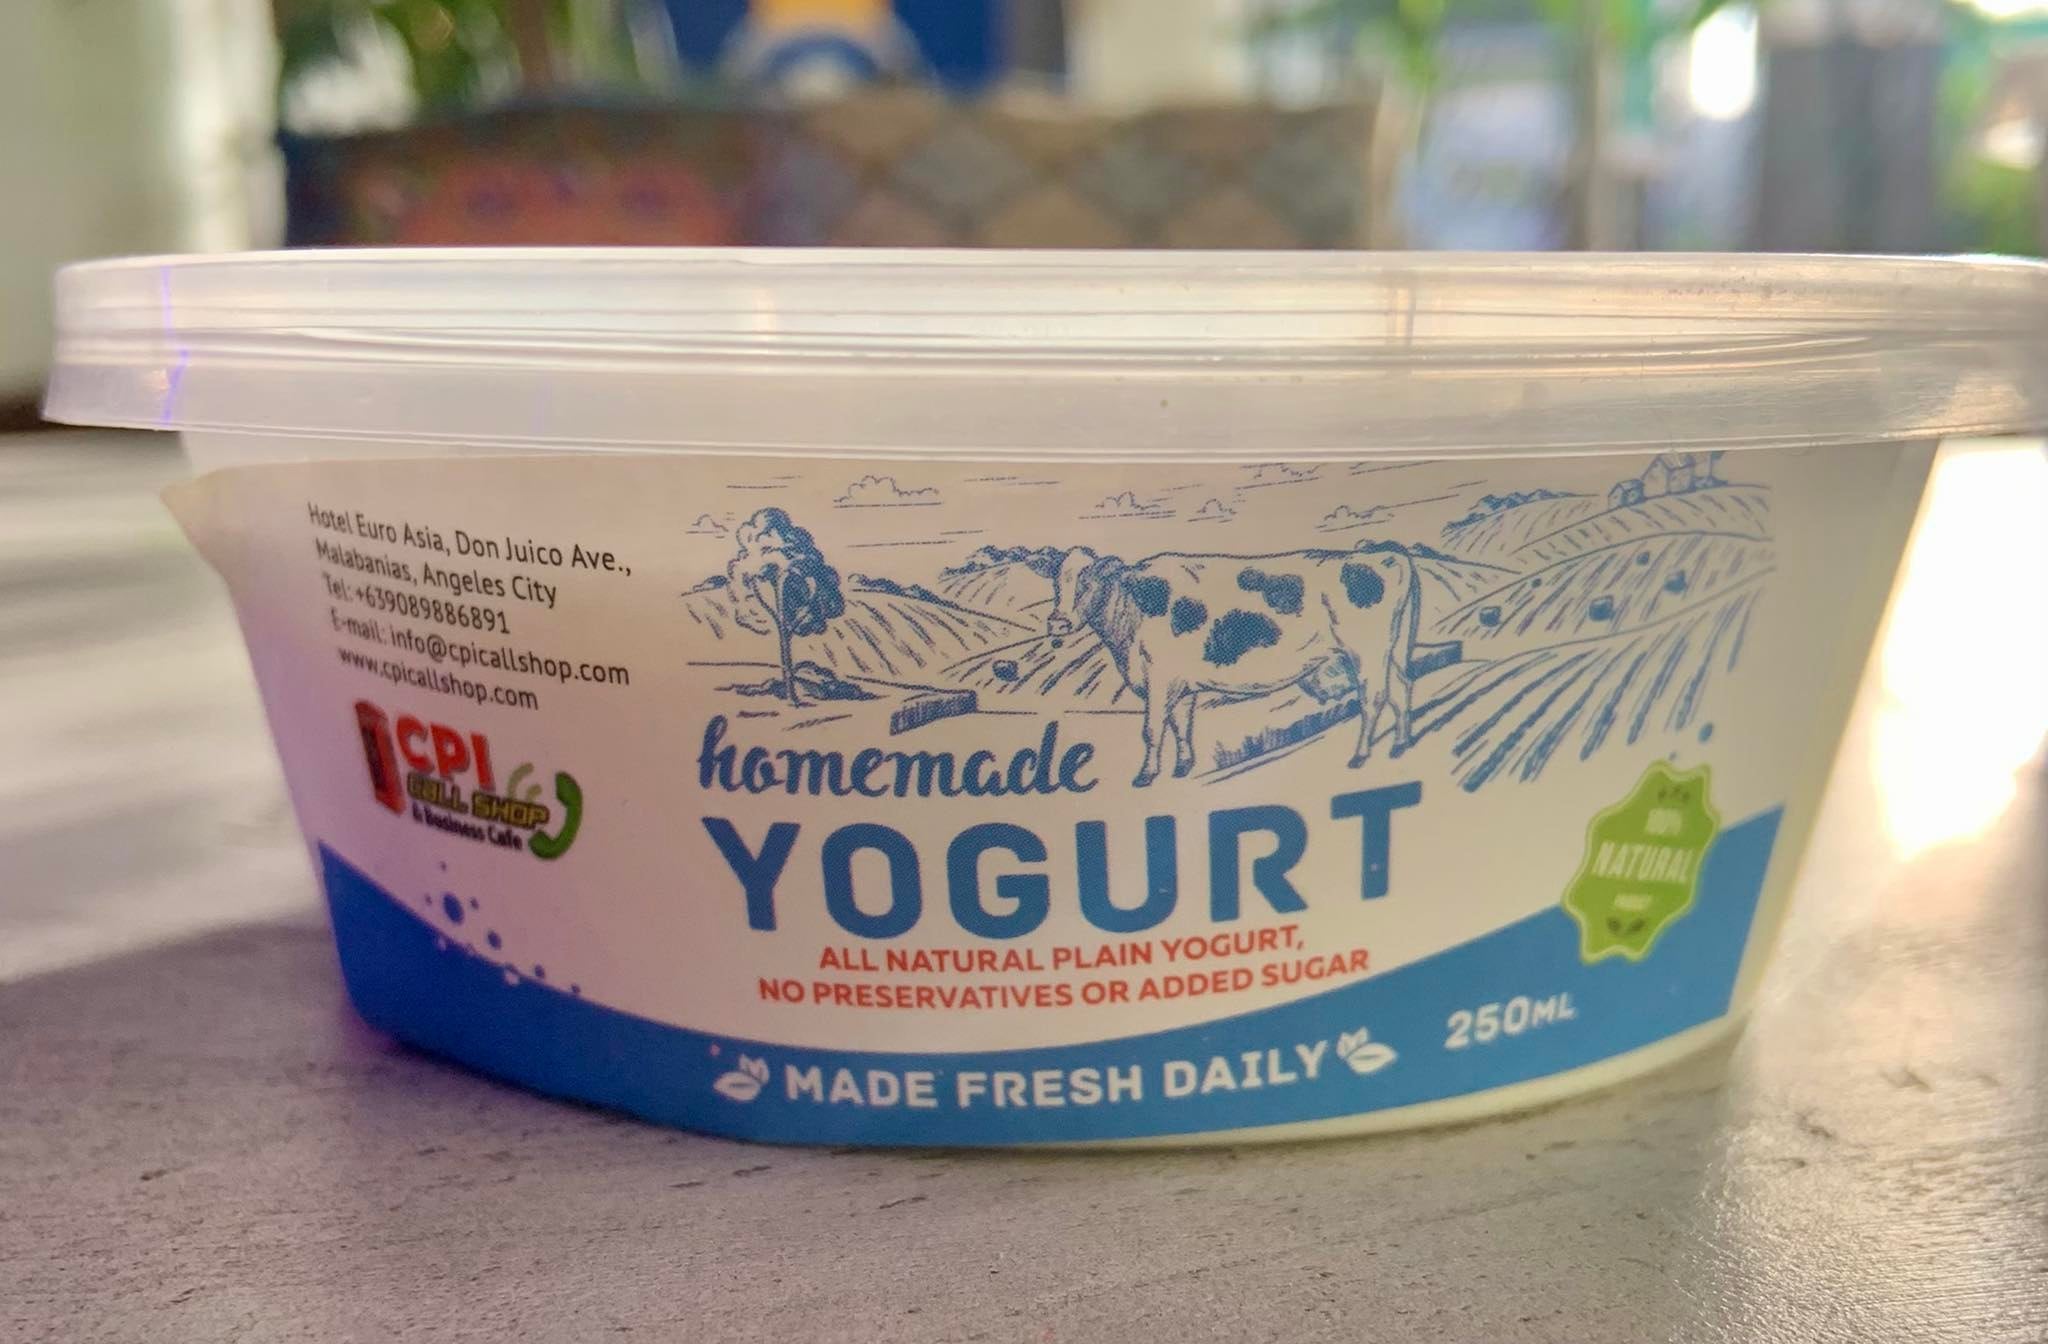 Hotel Euro Asia, Don Juico Ave.,
Malabanias, Angeles City
Tel: +639089886891
E-mail: info@cpicallshop.com
www.cpicallshop.com
CPI
CALL SHOP
& Business Cafe
homemade
YOGURT
ALL NATURAL PLAIN YOGURT,
NO PRESERVATIVES OR ADDED SUGAR
MADE FRESH DAILY
250ML
100%
NATURAL